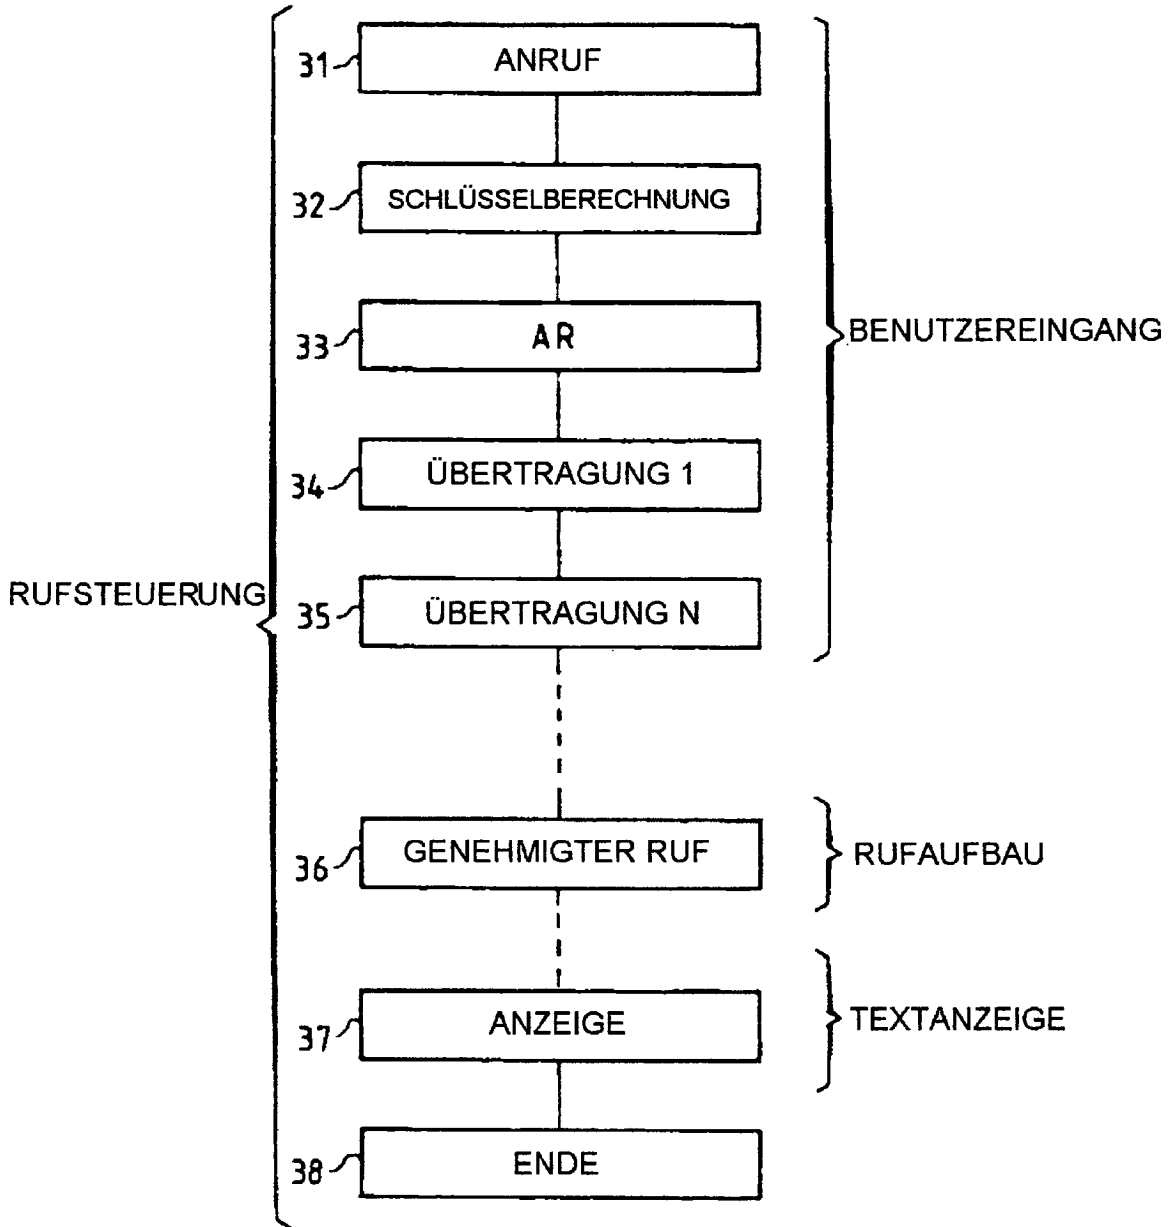 31 ANRUF
32 SCHLÜSSELBERECHNUNG
33 AR
BENUTZEREINGANG
34 ÜBERTRAGUNG 1
RUFSTEUERUNG
35 ÜBERTRAGUNG N
36 GENEHMIGTER RUF
RUFAUFBAU
37 ANZEIGE
TEXTANZEIGE
38 ENDE